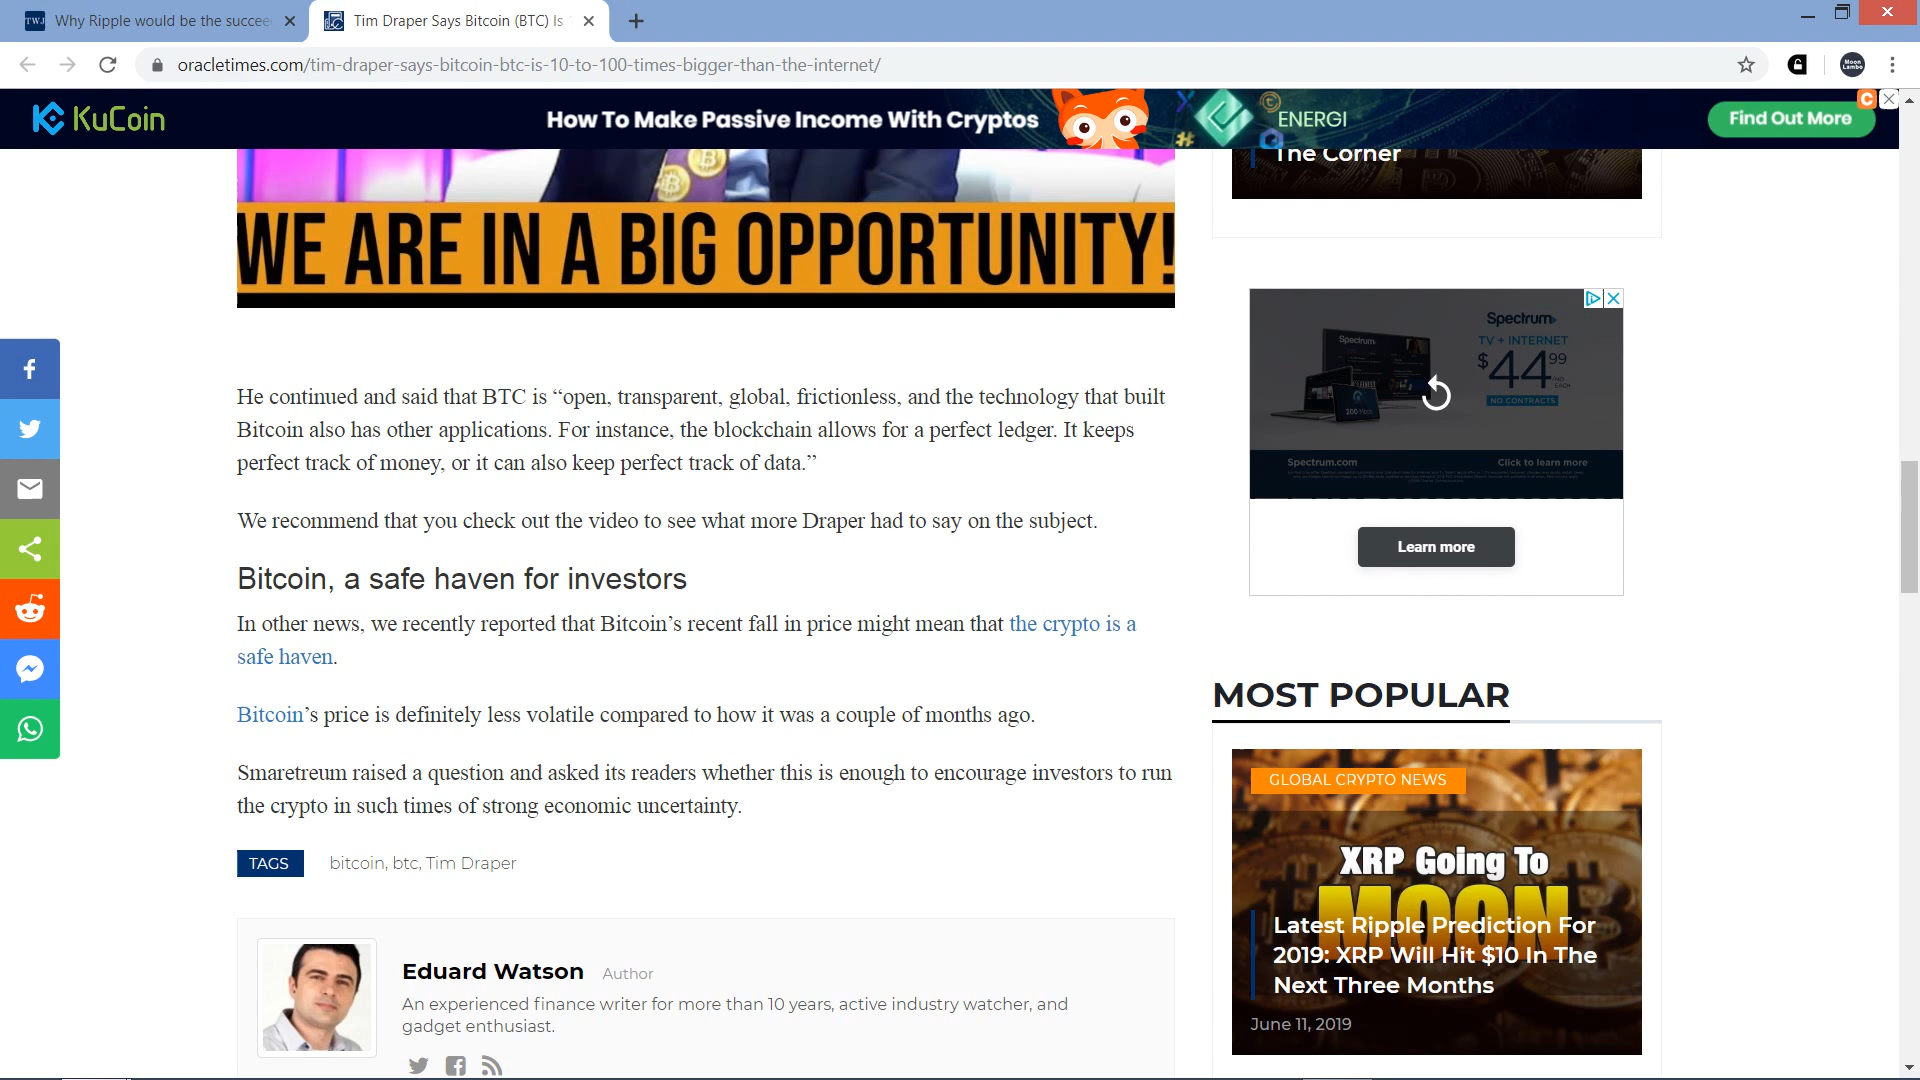 TWJ
Why Ripple would be the succee
Tim Draper Says Bitcoin (BTC) Is
oracletimes.com/tim-draper-says-bitcoin-btc-is-10-to-100-times-bigger-than-the-internet/
Moon
Lambo
KuCoin
How To Make Passive Income With Cryptos
ENERGI
Find Out More
WE ARE IN A BIG OPPORTUNITY!
The Corner
Spectrum
TV + INTERNET
$44.99
/MO
EACH
NO CONTRACTS
Spectrum
200 Mbps
Spectrum.com
Click to learn more
Learn more
He continued and said that BTC is “open, transparent, global, frictionless, and the technology that built
Bitcoin also has other applications. For instance, the blockchain allows for a perfect ledger. It keeps
perfect track of money, or it can also keep perfect track of data.”
We recommend that you check out the video to see what more Draper had to say on the subject.
Bitcoin, a safe haven for investors
In other news, we recently reported that Bitcoin’s recent fall in price might mean that the crypto is a
safe haven.
Bitcoin’s price is definitely less volatile compared to how it was a couple of months ago.
Smaretreum raised a question and asked its readers whether this is enough to encourage investors to run
the crypto in such times of strong economic uncertainty.
TAGS
bitcoin, btc, Tim Draper
Eduard Watson Author
An experienced finance writer for more than 10 years, active industry watcher, and
gadget enthusiast.
MOST POPULAR
GLOBAL CRYPTO NEWS
XRP Going To
MOON
Latest Ripple Prediction For
2019: XRP Will Hit $10 In The
Next Three Months
June 11, 2019